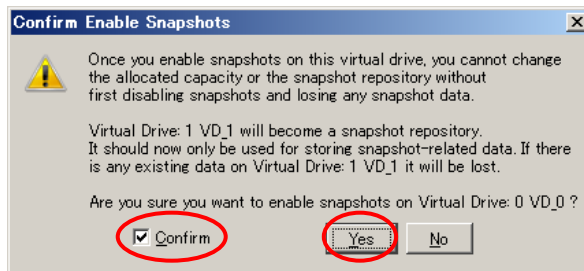 Confirm Enable Snapshots
Once you enable snapshots on this virtual drive, you cannot change
the allocated capacity or the snapshot repository without
first disabling snapshots and losing any snapshot data.
Virtual Drive: 1 VD_1 will become a snapshot repository.
It should now only be used for storing snapshot-related data. If there
is any existing data on Virtual Drive: 1 VD_1 it will be lost.
Are you sure you want to enable snapshots on Virtual Drive: 0 VD_0 ?
Confirm
Yes
No